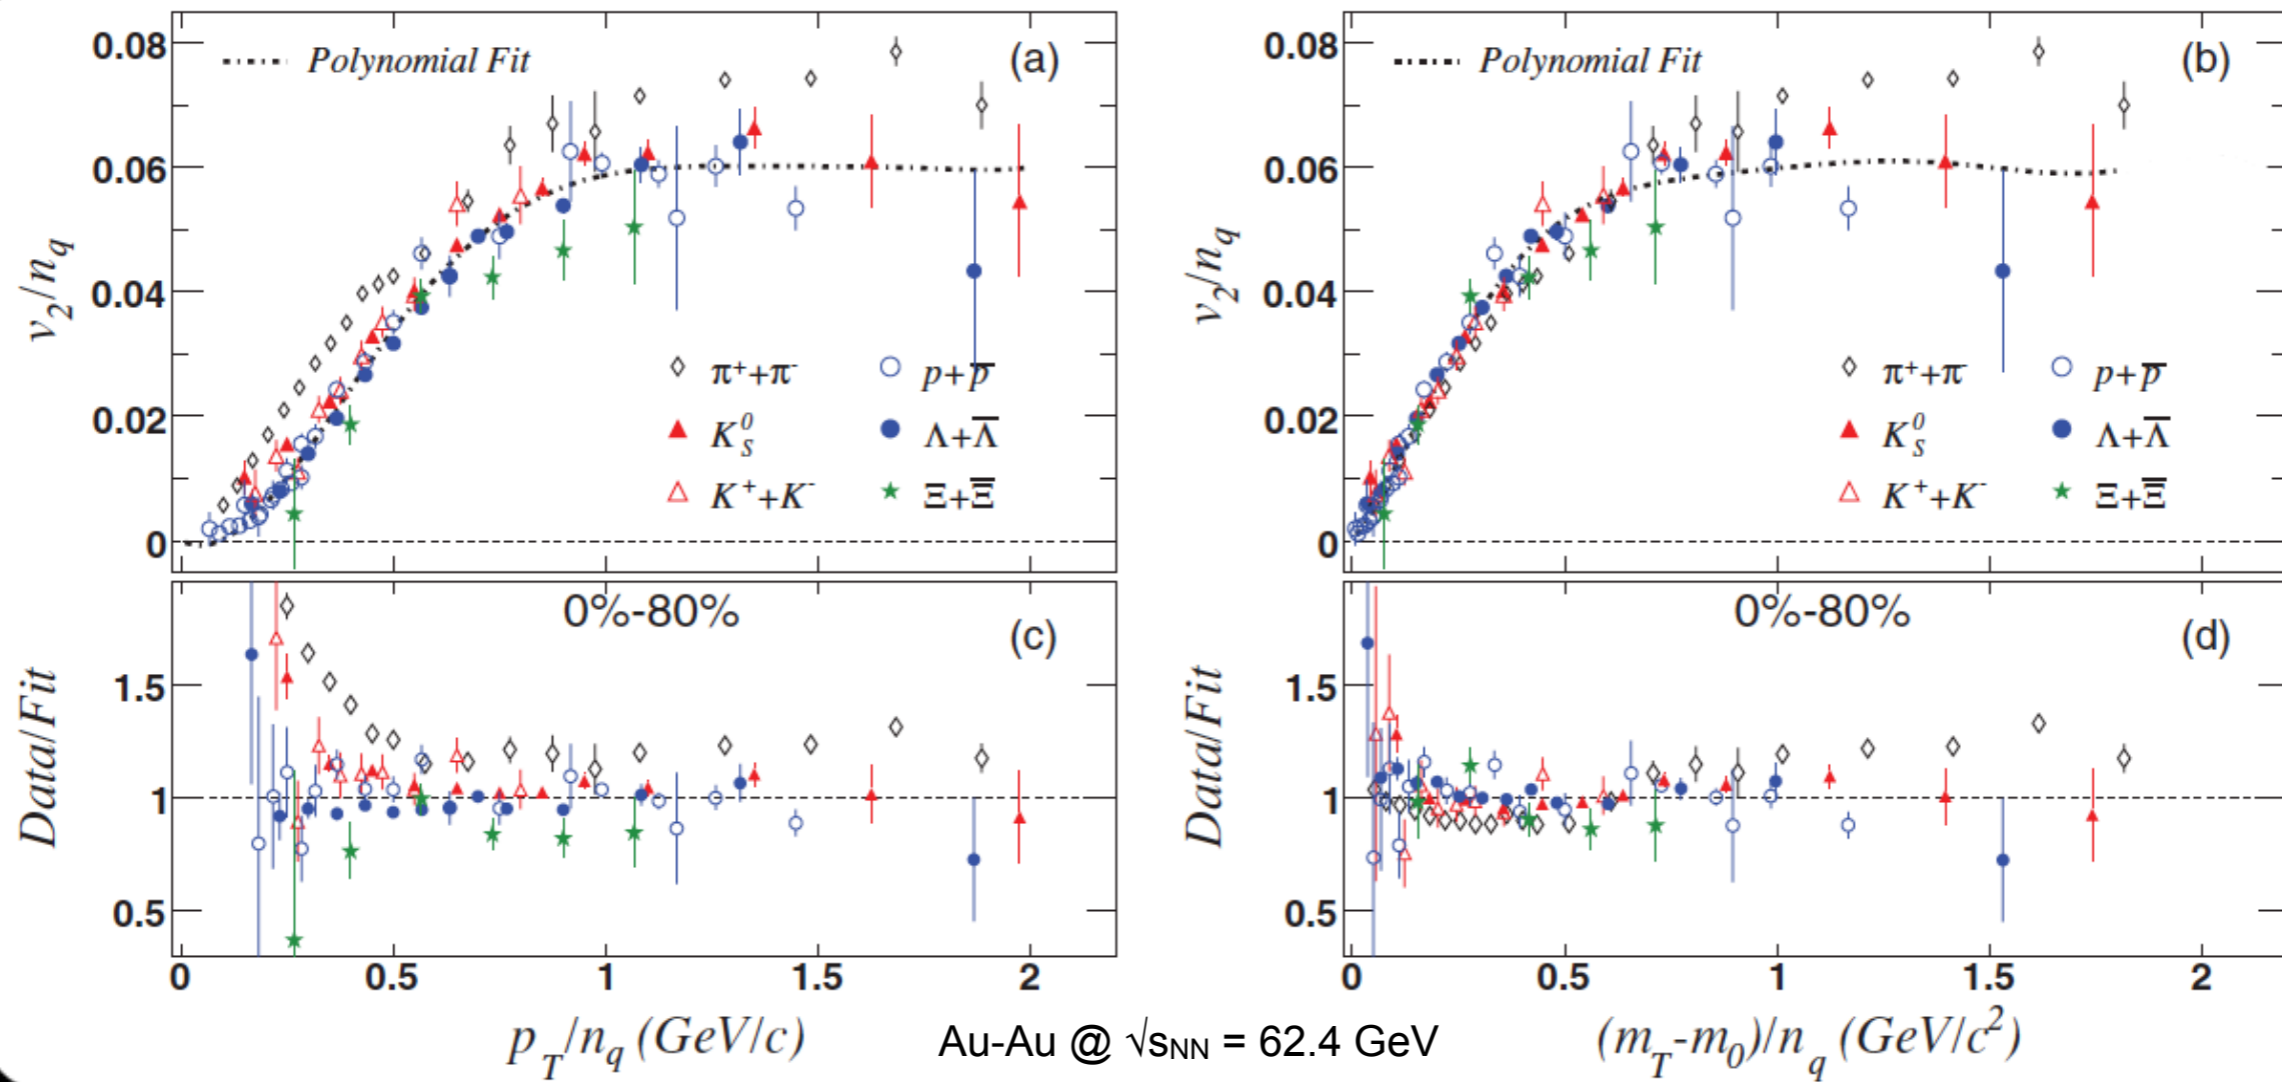 0.08
0.06
0.04
0.02
0
v2/nq
Polynomial Fit
(a)
π++π-
K0S
K++K-
p+p̅
Λ+Λ̅
Ξ+Ξ̅
0.08
0.06
0.04
0.02
0
v2/nq
Polynomial Fit
(b)
π++π-
K0S
K++K-
p+p̅
Λ+Λ̅
Ξ+Ξ̅
1.5
1
0.5
Data/Fit
0%-80%
(c)
0 0.5 1 1.5 2
pT/nq (GeV/c)
1.5
1
0.5
Data/Fit
0%-80%
(d)
0 0.5 1 1.5 2
(mT-m0)/nq (GeV/c2)
Au-Au @ √sNN = 62.4 GeV